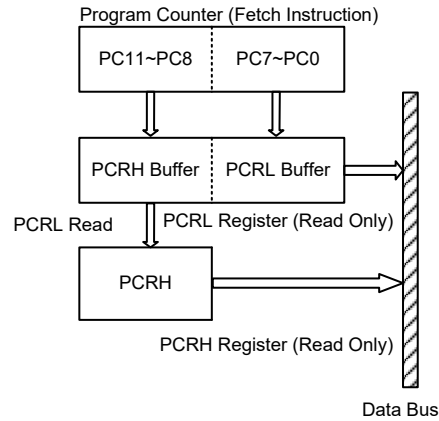 Program Counter (Fetch Instruction)
PC11~PC8 PC7~PC0
PCRH Buffer PCRL Buffer
PCRL Read
PCRL Register (Read Only)
PCRH
PCRH Register (Read Only)
Data Bus